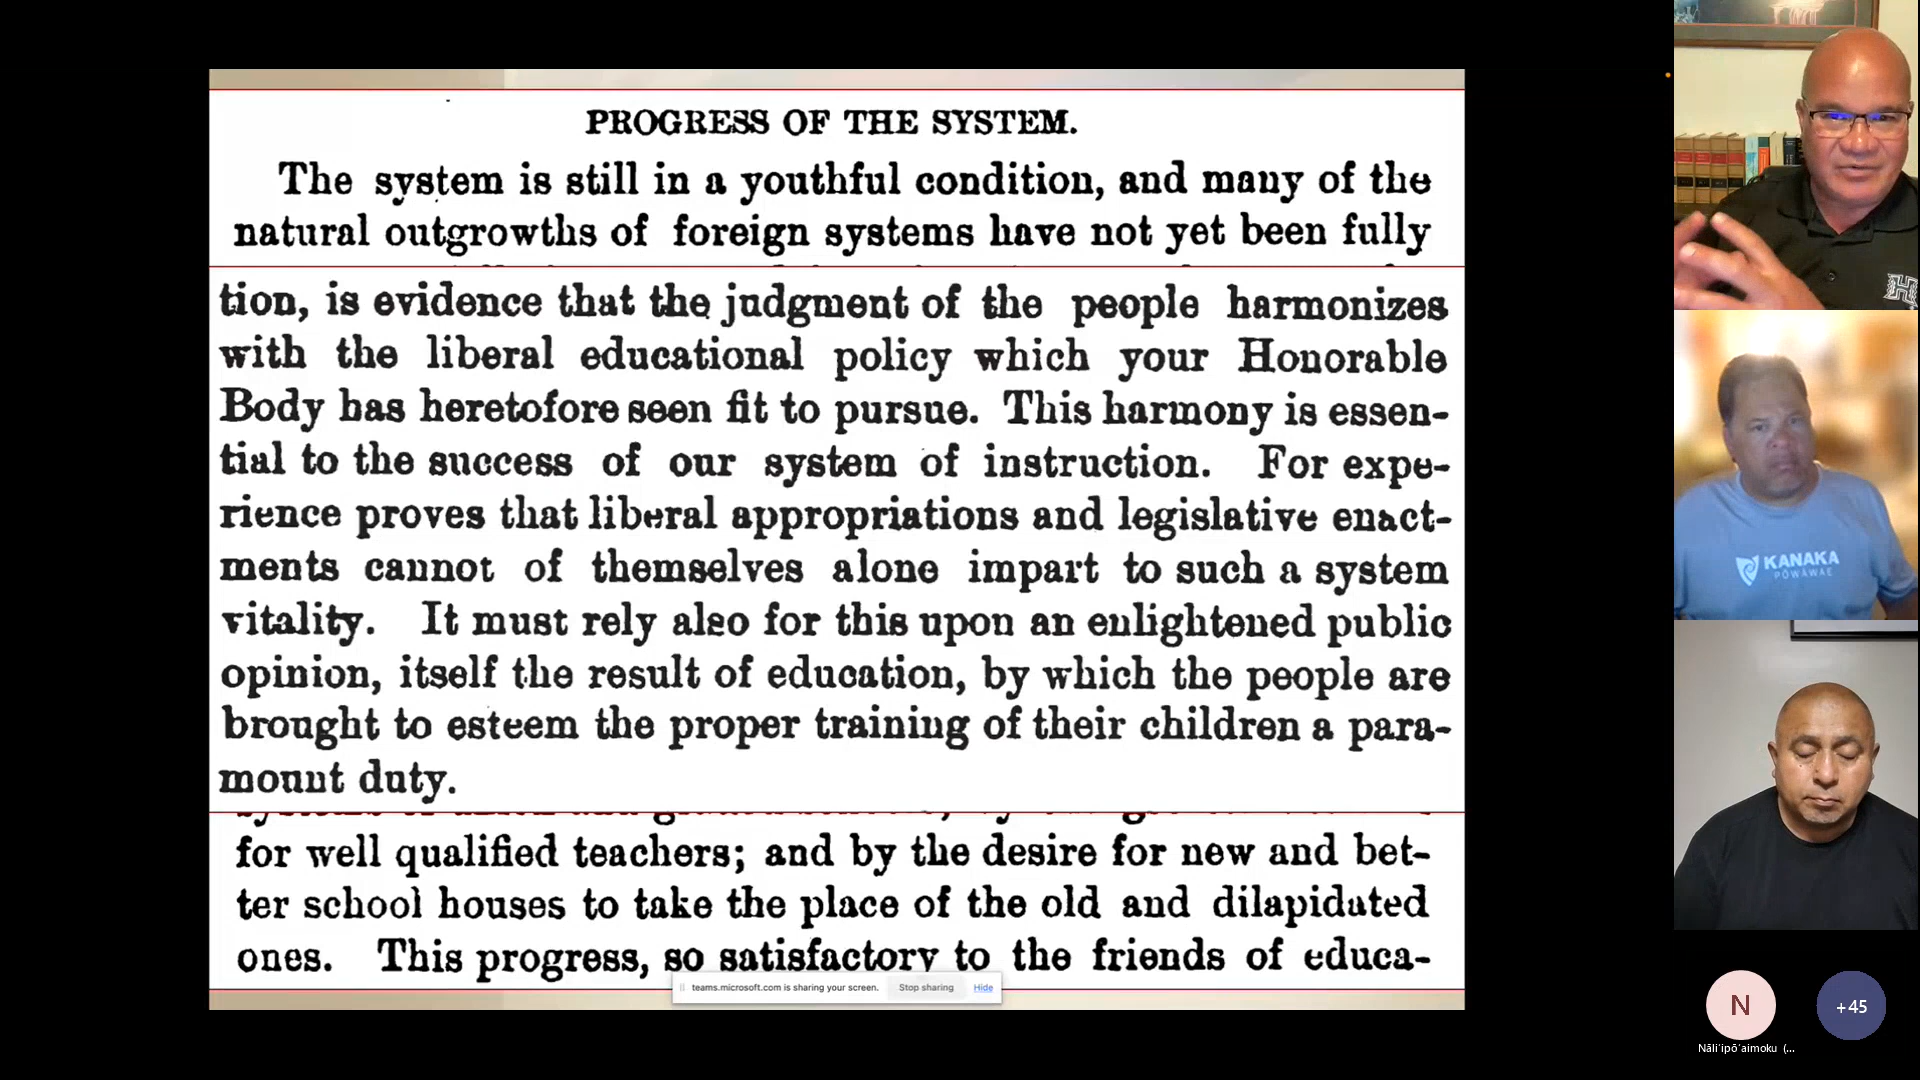 PROGRESS OF THE SYSTEM.
The system is still in a youthful condition, and many of the
natural outgrowths of foreign systems have not yet been fully
tion, is evidence that the judgment of the people harmonizes
with the liberal educational policy which your Honorable
Body has heretofore seen fit to pursue. This harmony is essen-
tial to the success of our system of instruction. For expe-
rience proves that liberal appropriations and legislative enact-
ments cannot of themselves alone impart to such a system
vitality. It must rely also for this upon an enlightened public
opinion, itself the result of education, by which the people are
brought to esteem the proper training of their children a para-
mount duty.
for well qualified teachers; and by the desire for new and bet-
ter school houses to take the place of the old and dilapidated
ones. This progress, so satisfactory to the friends of educa-
teams.microsoft.com is sharing your screen. Stop sharing Hide
H
KANAKA
PŌWĀWAE
N
+45
Nāliʻipōʻaimoku (...